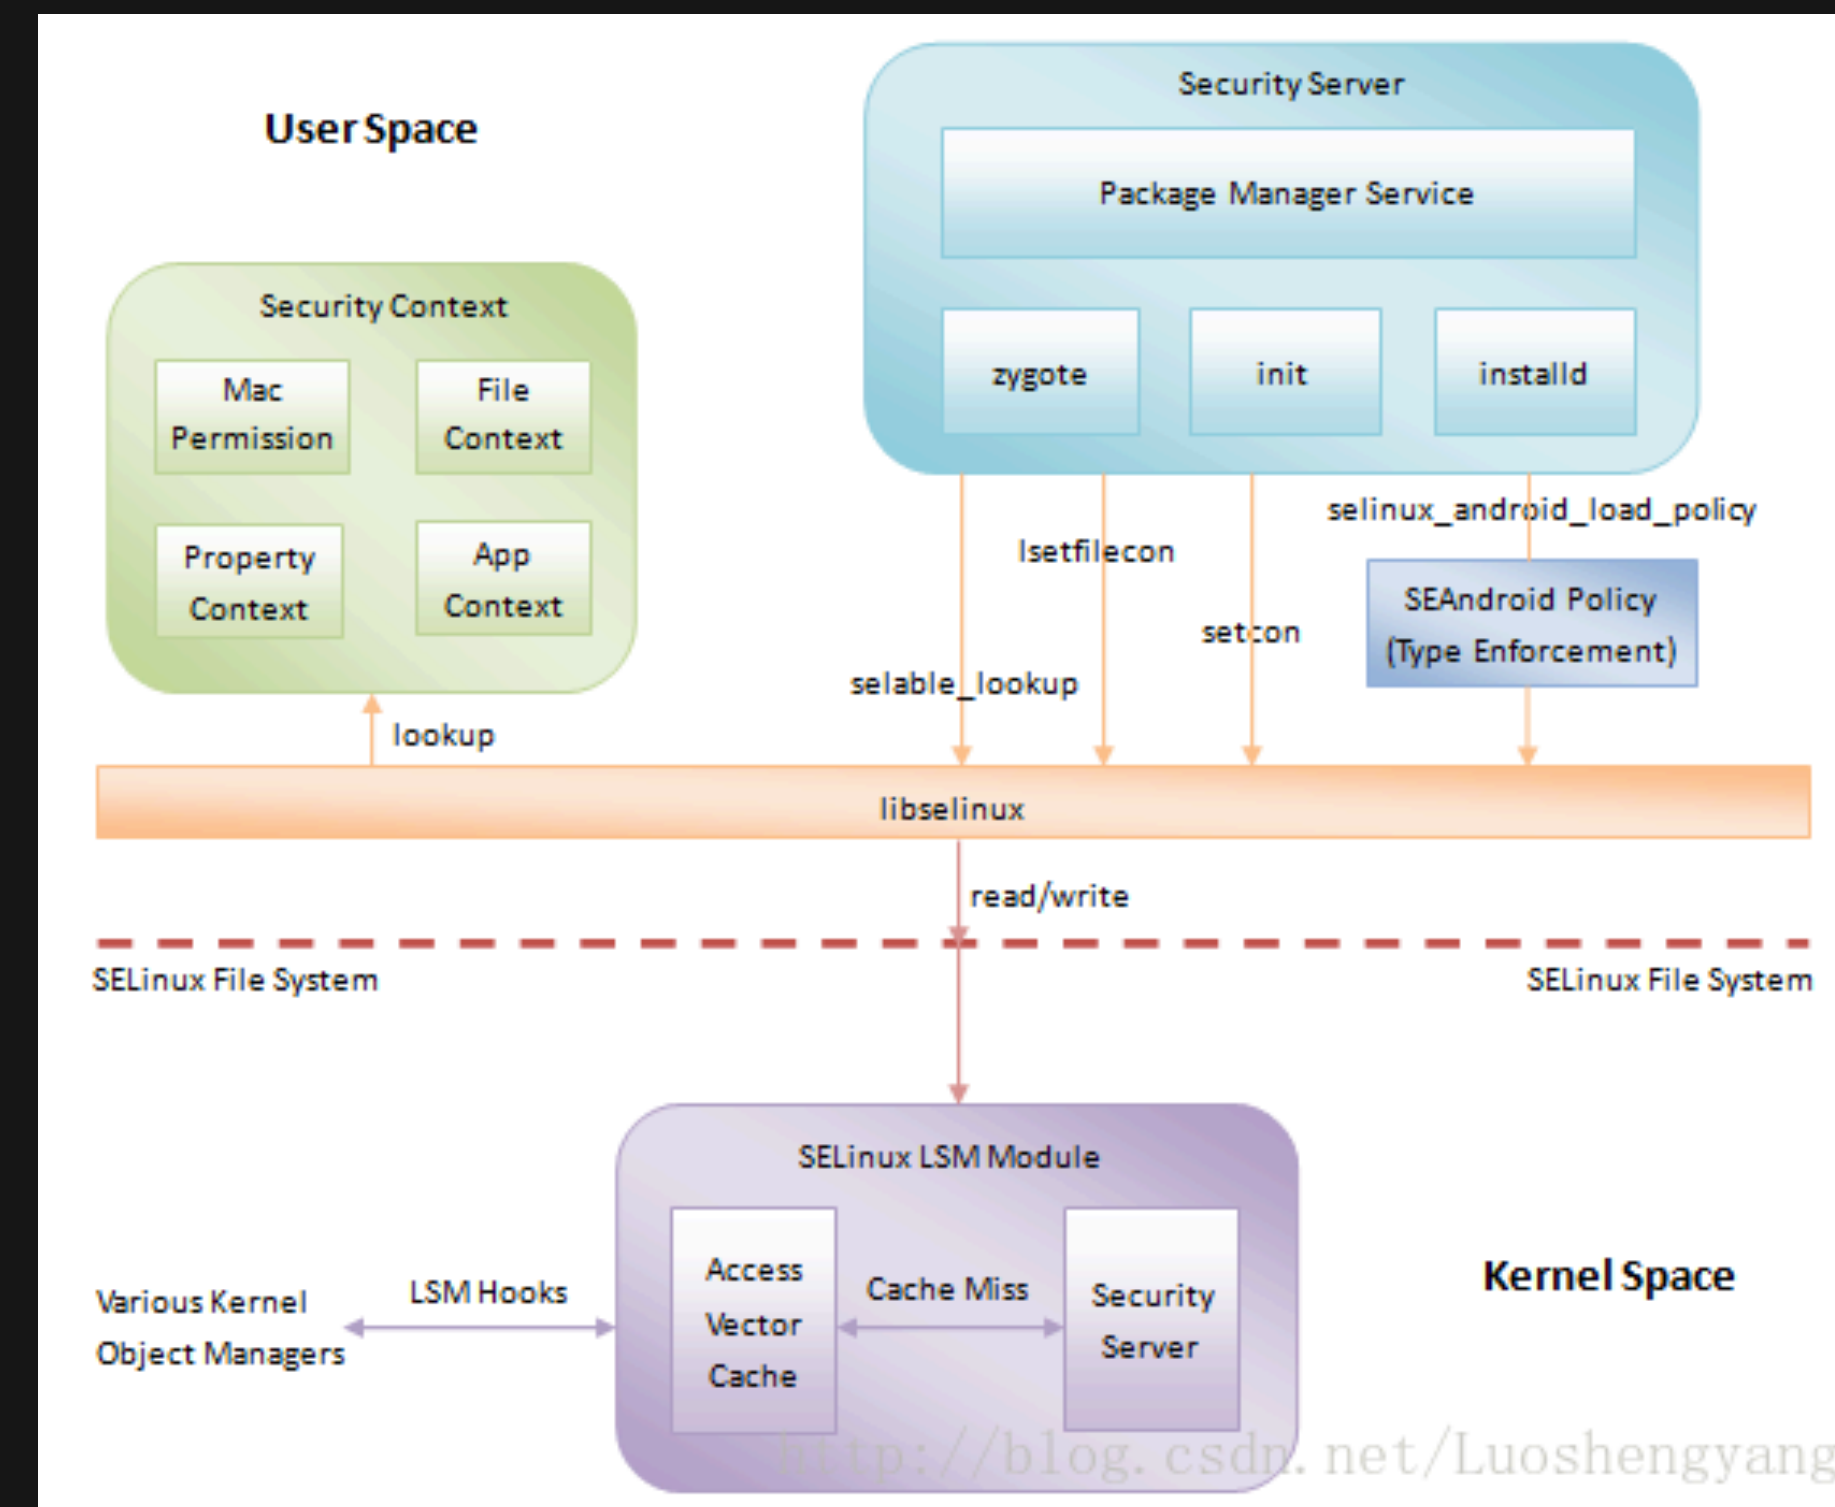 User Space
Security Server
Package Manager Service
zygote
init
installd
Security Context
Mac
Permission
File
Context
Property
Context
App
Context
selinux_android_load_policy
lsetfilecon
SEAndroid Policy
(Type Enforcement)
setcon
selable_lookup
lookup
libselinux
read/write
SELinux File System
SELinux File System
SELinux LSM Module
Access
Vector
Cache
Cache Miss
Security
Server
LSM Hooks
Various Kernel
Object Managers
Kernel Space
http://blog.csdn.net/Luoshengyang